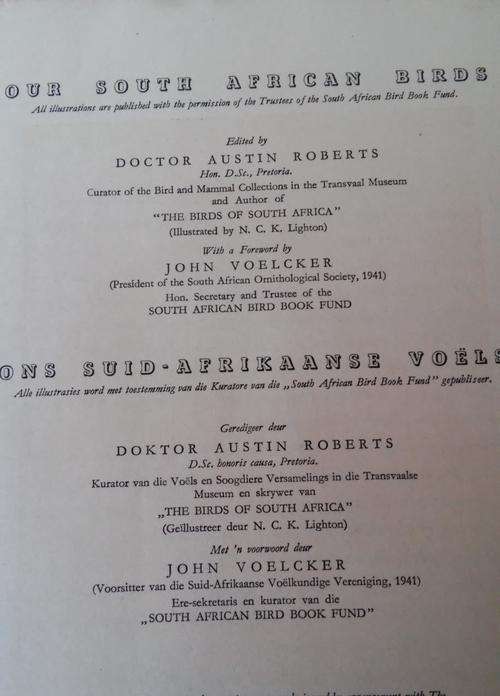 OUR SOUTH AFRICAN BIRDS
All illustrations are published with the permission of the Trustees of the South African Bird Book Fund.
Edited by
DOCTOR AUSTIN ROBERTS
Hon. D.Sc., Pretoria.
Curator of the Bird and Mammal Collections in the Transvaal Museum
and Author of
"THE BIRDS OF SOUTH AFRICA"
(Illustrated by N. C. K. Lighton)
With a Foreword by
JOHN VOELCKER
(President of the South African Ornithological Society, 1941)
Hon. Secretary and Trustee of the
SOUTH AFRICAN BIRD BOOK FUND
ONS SUID-AFRIKAANSE VOËLS
Alle illustrasies word met toestemming van die Kuratore van die „South African Bird Book Fund" gepubliseer.
Geredigeer deur
DOKTOR AUSTIN ROBERTS
D.Sc. honoris causa, Pretoria.
Kurator van die Voëls en Soogdiere Versamelings in die Transvaalse
Museum en skrywer van
„THE BIRDS OF SOUTH AFRICA"
(Geïllustreer deur N. C. K. Lighton)
Met 'n voorwoord deur
JOHN VOELCKER
(Voorsitter van die Suid-Afrikaanse Voëlkundige Vereniging, 1941)
Ere-sekretaris en kurator van die
„SOUTH AFRICAN BIRD BOOK FUND"